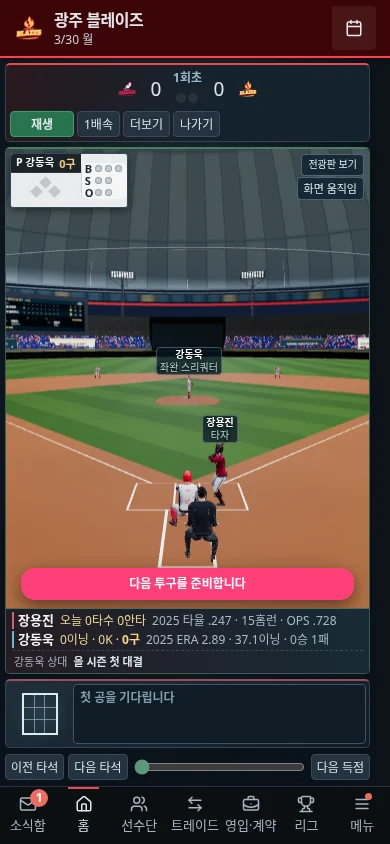 광주 블레이즈
3/30 월
1회초
0 0
재생 1배속 더보기 나가기
P 강동욱 0구
B
S
O
전광판 보기
화면 움직임
강동욱
좌완 스리쿼터
장용진
타자
다음 투구를 준비합니다
장용진 오늘 0타수 0안타 2025 타율 .247 · 15홈런 · OPS .728
강동욱 0이닝 · 0K · 0구 2025 ERA 2.89 · 37.1이닝 · 0승 1패
강동욱 상대 올 시즌 첫 대결
첫 공을 기다립니다
이전 타석 다음 타석 다음 득점
1
소식함 홈 선수단 트레이드 영입·계약 리그 메뉴